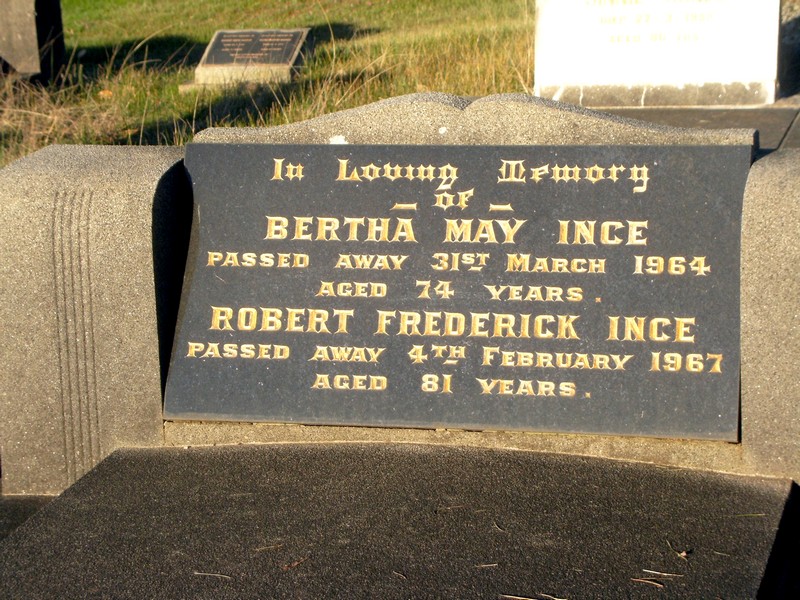 In Loving Memory
– of –
BERTHA MAY INCE
PASSED AWAY 31ST MARCH 1964
AGED 74 YEARS.
ROBERT FREDERICK INCE
PASSED AWAY 4TH FEBRUARY 1967
AGED 81 YEARS.